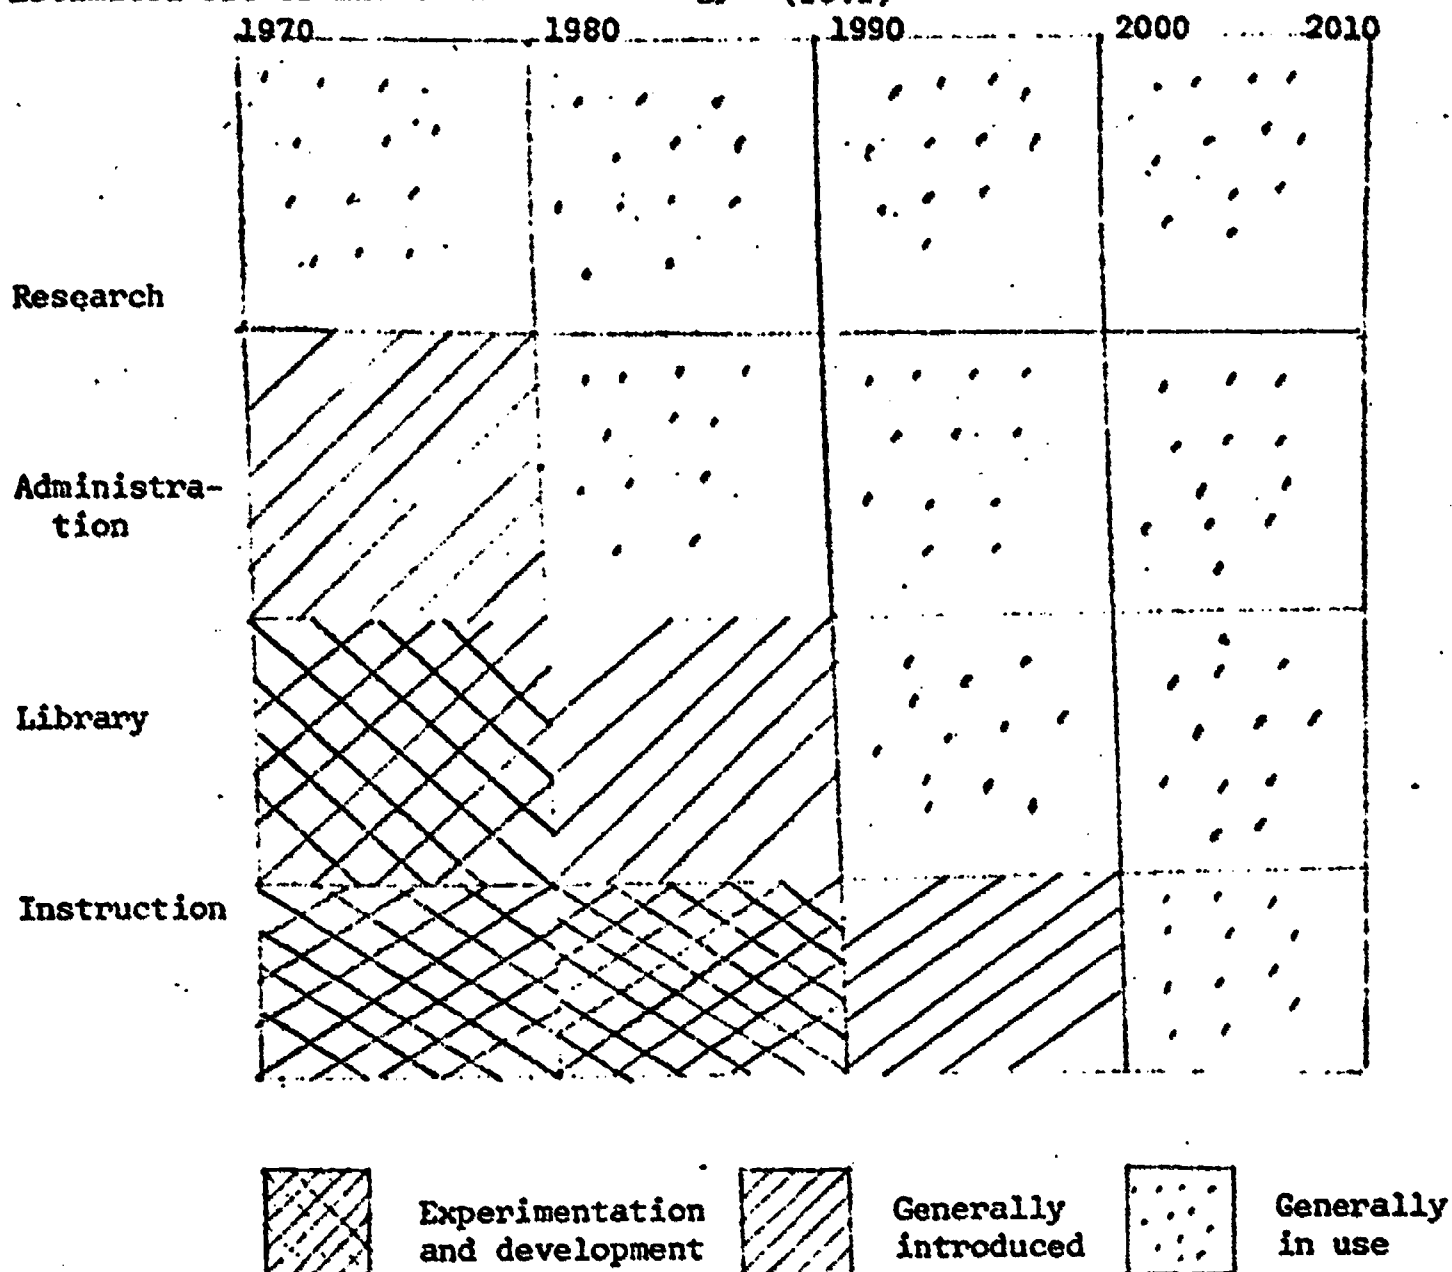 1970 1980 1990 2000 2010
Research
Administra-
tion
Library
Instruction
Experimentation Generally Generally
and development introduced in use